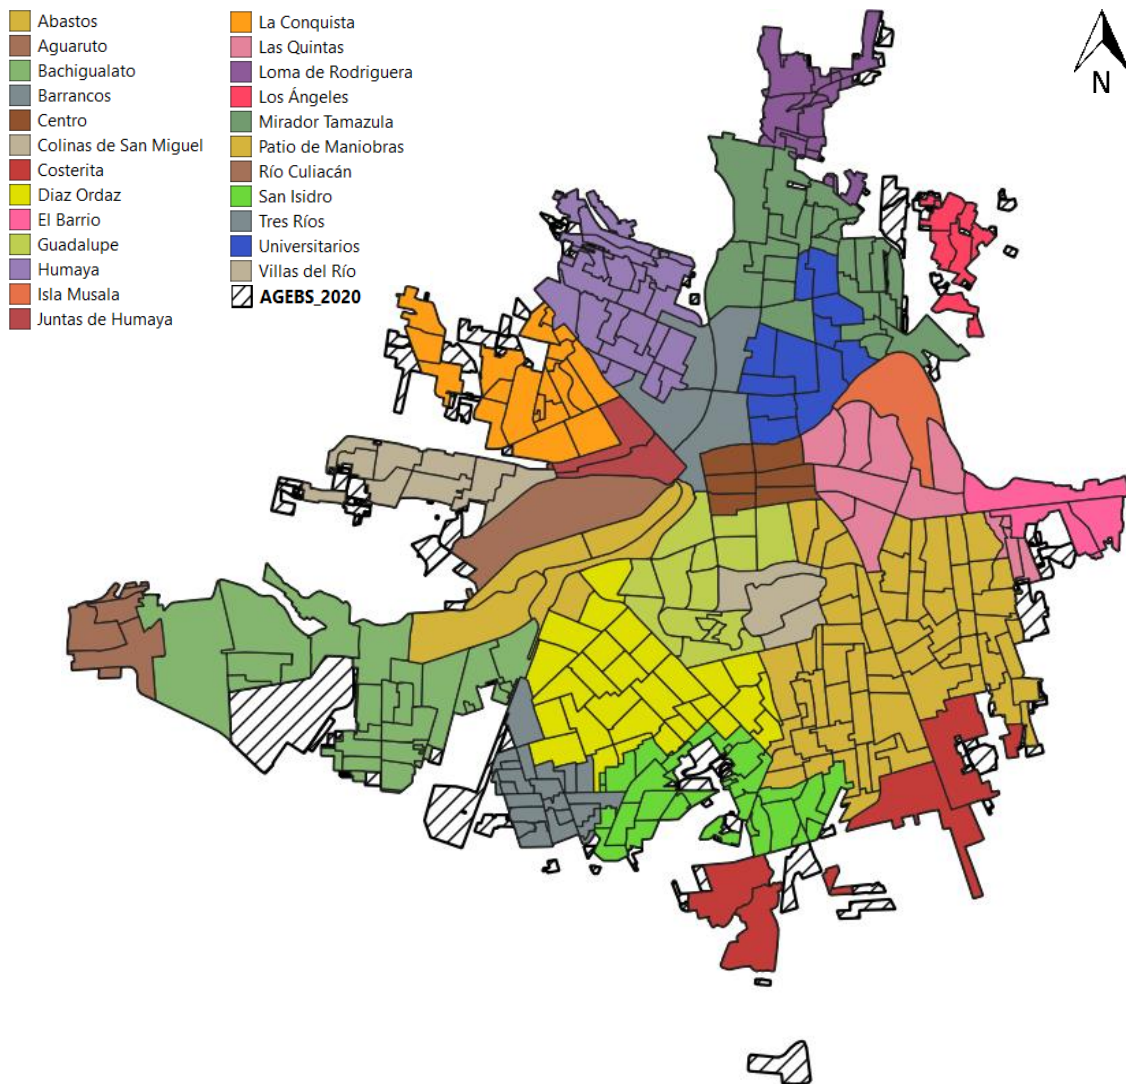 Abastos
Aguaruto
Bachigualato
Barrancos
Centro
Colinas de San Miguel
Costerita
Diaz Ordaz
El Barrio
Guadalupe
Humaya
Isla Musala
Juntas de Humaya
La Conquista
Las Quintas
Loma de Rodriguera
Los Ángeles
Mirador Tamazula
Patio de Maniobras
Río Culiacán
San Isidro
Tres Ríos
Universitarios
Villas del Río
AGEBS_2020
N